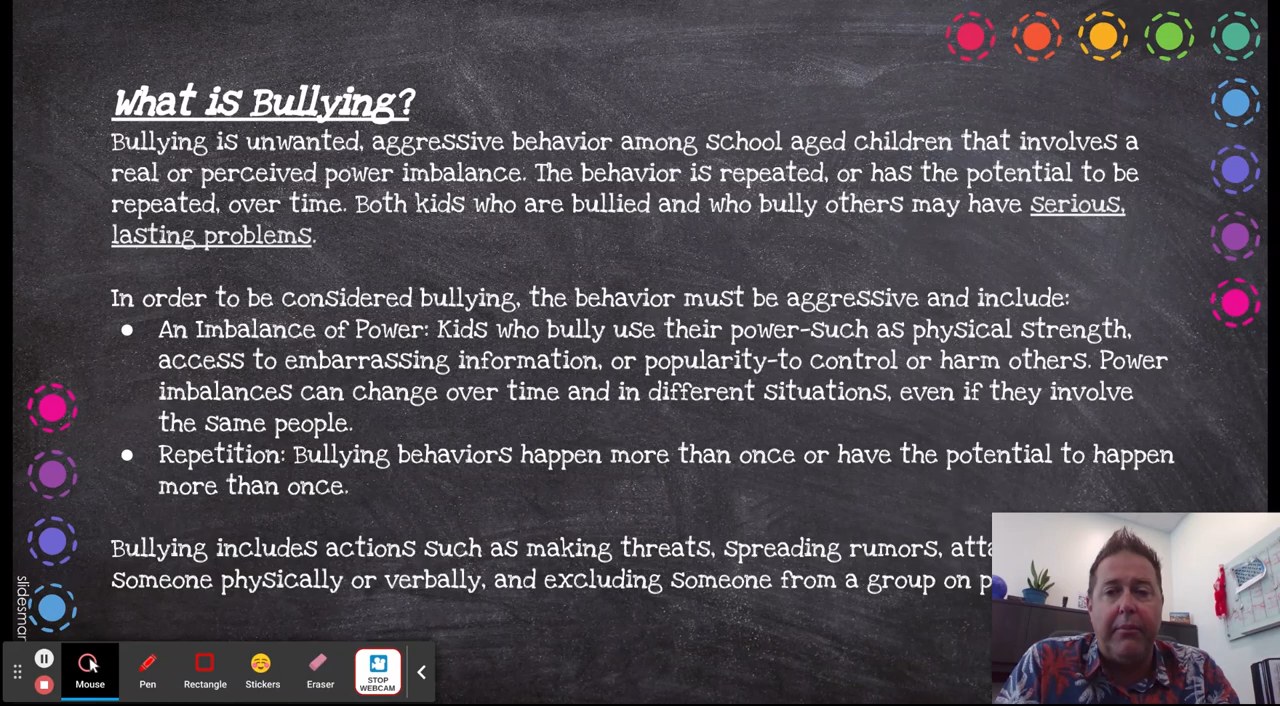 What is Bullying?
Bullying is unwanted, aggressive behavior among school aged children that involves a
real or perceived power imbalance. The behavior is repeated, or has the potential to be
repeated, over time. Both kids who are bullied and who bully others may have serious,
lasting problems.
In order to be considered bullying, the behavior must be aggressive and include:
● An Imbalance of Power: Kids who bully use their power-such as physical strength,
access to embarrassing information, or popularity-to control or harm others. Power
imbalances can change over time and in different situations, even if they involve
the same people.
● Repetition: Bullying behaviors happen more than once or have the potential to happen
more than once.
Bullying includes actions such as making threats, spreading rumors,
someone physically or verbally, and excluding someone from a group on
Mouse
Pen
Rectangle
Stickers
Eraser
STOP
WEBCAM